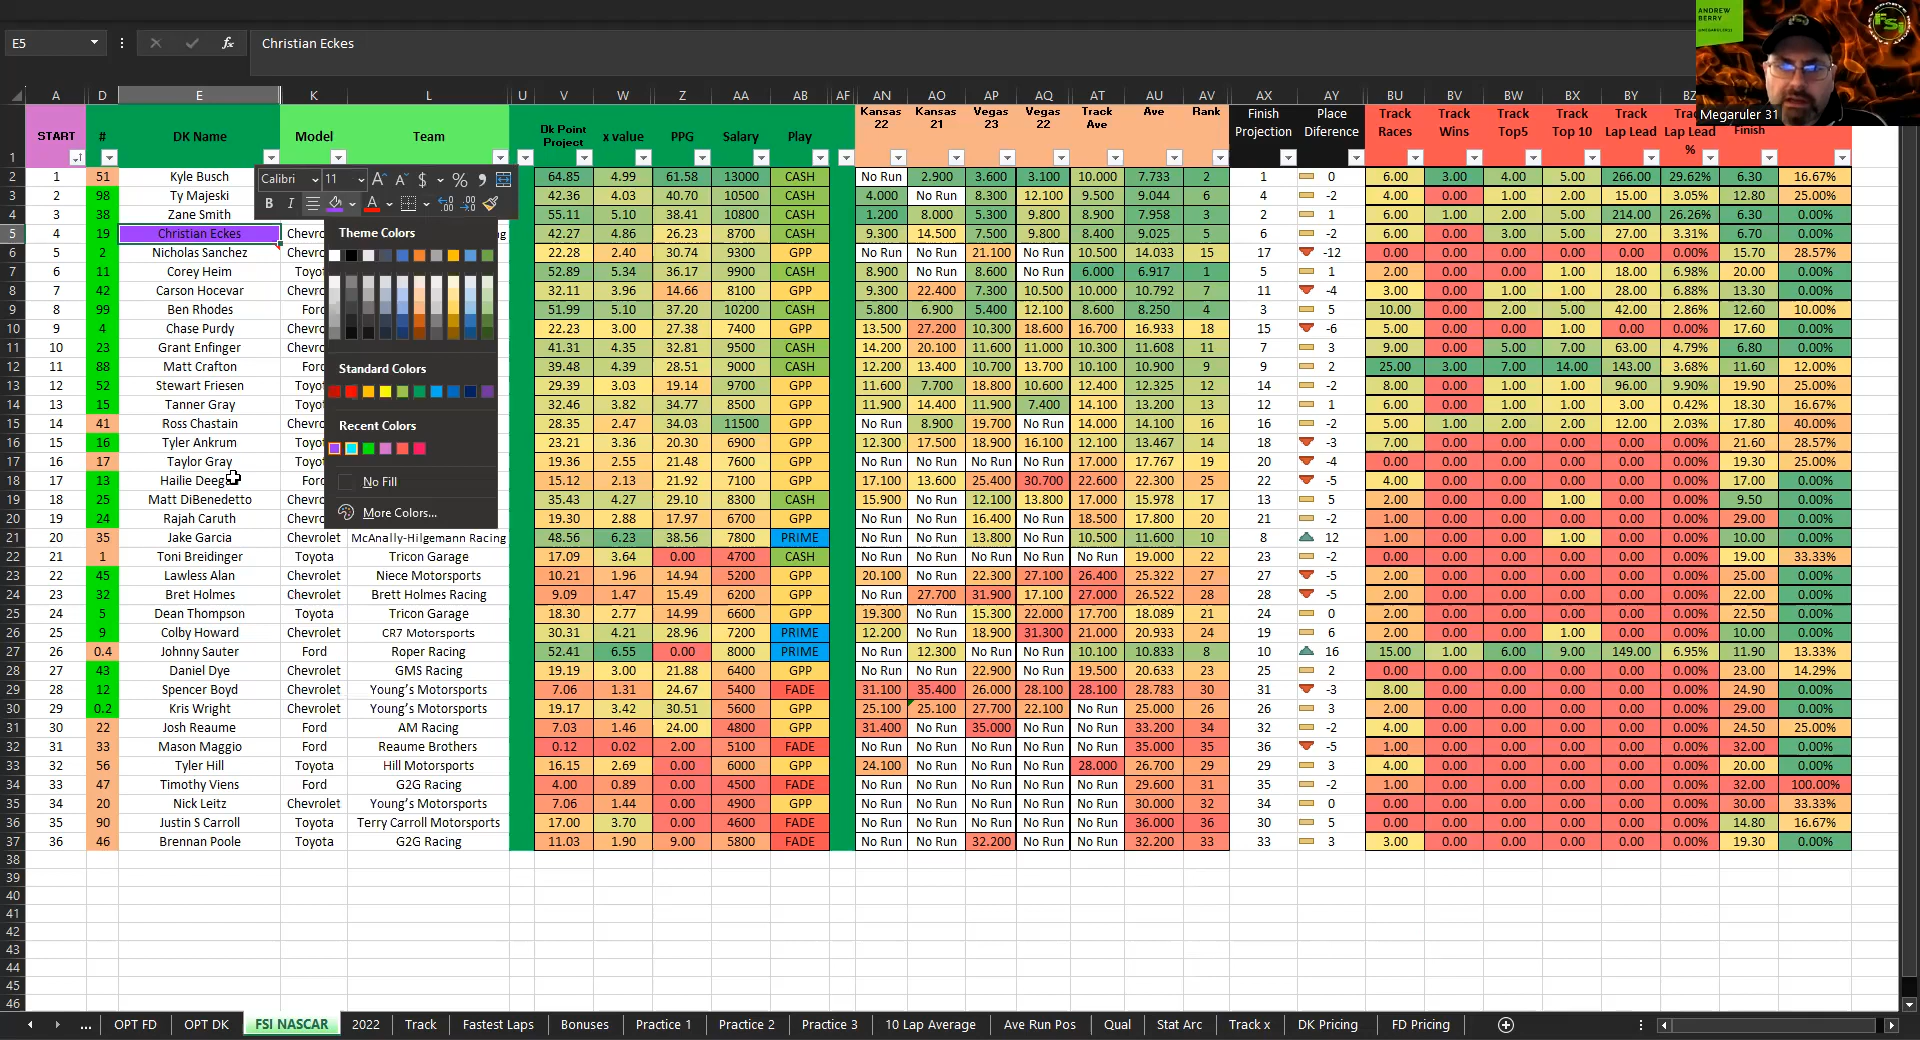 E5 fx Christian Eckes
ANDREW
BERRY
Megaruler 31
A D E K L U V W Z AA AB AF AN AO AP AQ AT AU AV AX AY BU BV BW BX BY BZ
1 START # DK Name Model Team Dk Point Project x value PPG Salary Play Kansas 22 Kansas 21 Vegas 23 Vegas 22 Track Ave Ave Rank Finish Projection Place Diference Track Races Track Wins Track Top5 Track Top 10 Track Lap Lead Lap Lead % Finish
2 1 51 Kyle Busch 64.85 4.99 61.58 13000 CASH No Run 2.900 3.600 3.100 10.000 7.733 2 1 0 6.00 3.00 4.00 5.00 266.00 29.62% 6.30 16.67%
3 2 98 Ty Majeski 42.36 4.03 40.70 10500 CASH 4.000 No Run 8.300 12.100 9.500 9.044 6 4 -2 4.00 0.00 2.00 2.00 15.00 3.05% 12.80 25.00%
4 3 38 Zane Smith 55.11 5.10 38.41 10800 CASH 1.200 8.000 5.300 9.800 8.900 7.958 3 2 1 6.00 1.00 2.00 5.00 214.00 26.26% 6.30 0.00%
5 4 19 Christian Eckes Chevr 42.27 4.86 26.23 8700 CASH 9.300 14.500 7.500 9.800 8.400 9.025 5 6 -2 6.00 0.00 3.00 5.00 27.00 3.31% 6.70 0.00%
6 5 2 Nicholas Sanchez Chevr 22.28 2.40 30.74 9300 GPP No Run No Run 21.100 No Run 10.500 14.033 15 17 -12 0.00 0.00 0.00 0.00 0.00 0.00% 15.70 28.57%
7 6 11 Corey Heim Toyo 52.89 5.34 36.17 9900 CASH 8.900 No Run 8.600 No Run 6.000 6.917 1 5 1 2.00 0.00 0.00 1.00 18.00 6.98% 20.00 0.00%
8 7 42 Carson Hocevar Chevr 32.11 3.96 14.66 8100 GPP 9.300 22.400 7.300 10.500 10.000 10.792 7 11 -4 3.00 0.00 1.00 1.00 28.00 6.88% 13.30 0.00%
9 8 99 Ben Rhodes For 51.99 5.10 37.20 10200 CASH 5.800 6.900 5.400 12.100 8.600 8.250 4 3 5 10.00 0.00 2.00 5.00 42.00 2.86% 12.60 10.00%
10 9 4 Chase Purdy Chevr 22.23 3.00 27.38 7400 GPP 13.500 27.200 10.300 18.600 16.700 16.933 18 15 -6 5.00 0.00 0.00 1.00 0.00 0.00% 17.60 0.00%
11 10 23 Grant Enfinger Chevr 41.31 4.35 32.81 9500 CASH 14.200 20.100 11.600 11.000 10.300 11.608 11 7 3 9.00 0.00 5.00 7.00 63.00 4.79% 6.80 0.00%
12 11 88 Matt Crafton For 39.48 4.39 28.51 9000 CASH 12.200 13.400 10.700 13.700 10.100 10.900 9 9 2 25.00 3.00 7.00 14.00 143.00 3.68% 11.60 12.00%
13 12 52 Stewart Friesen Toyo 29.39 3.03 19.14 9700 GPP 11.600 7.700 18.800 10.600 12.400 12.325 12 14 -2 8.00 0.00 1.00 1.00 96.00 9.90% 19.90 25.00%
14 13 15 Tanner Gray Toyo 32.46 3.82 34.77 8500 GPP 11.900 14.400 11.900 7.400 14.100 13.200 13 12 1 6.00 0.00 1.00 1.00 3.00 0.42% 18.30 16.67%
15 14 41 Ross Chastain Chevr 28.35 2.47 34.03 11500 GPP No Run 8.900 19.700 No Run 14.000 14.100 16 16 -2 5.00 1.00 2.00 2.00 12.00 2.03% 17.80 40.00%
16 15 16 Tyler Ankrum Toyo 23.21 3.36 20.30 6900 GPP 12.300 17.500 18.900 16.100 12.100 13.467 14 18 -3 7.00 0.00 0.00 0.00 0.00 0.00% 21.60 28.57%
17 16 17 Taylor Gray Toyo 19.36 2.55 21.48 7600 GPP No Run No Run No Run No Run 17.000 17.767 19 20 -4 0.00 0.00 0.00 0.00 0.00 0.00% 19.30 25.00%
18 17 13 Hailie Deeg For 15.12 2.13 21.92 7100 GPP 17.100 13.600 25.400 30.700 22.600 22.300 25 22 -5 4.00 0.00 0.00 0.00 0.00 0.00% 17.00 0.00%
19 18 25 Matt DiBenedetto Chevr 35.43 4.27 29.10 8300 CASH 15.900 No Run 12.100 13.800 17.000 15.978 17 13 5 2.00 0.00 0.00 1.00 0.00 0.00% 9.50 0.00%
20 19 24 Rajah Caruth Chevr 19.30 2.88 17.97 6700 GPP No Run No Run 16.400 No Run 18.500 17.800 20 21 -2 1.00 0.00 0.00 0.00 0.00 0.00% 29.00 0.00%
21 20 35 Jake Garcia Chevrolet McAnally-Hilgemann Racing 48.56 6.23 38.56 7800 PRIME No Run No Run 13.800 No Run 10.500 11.600 10 8 12 1.00 0.00 0.00 1.00 0.00 0.00% 10.00 0.00%
22 21 1 Toni Breidinger Toyota Tricon Garage 17.09 3.64 0.00 4700 CASH No Run No Run No Run No Run No Run 19.000 22 23 -2 0.00 0.00 0.00 0.00 0.00 0.00% 19.00 33.33%
23 22 45 Lawless Alan Chevrolet Niece Motorsports 10.21 1.96 14.94 5200 GPP 20.100 No Run 22.300 27.100 26.400 25.322 27 27 -5 2.00 0.00 0.00 0.00 0.00 0.00% 25.00 0.00%
24 23 32 Bret Holmes Chevrolet Brett Holmes Racing 9.09 1.47 15.49 6200 GPP No Run 27.700 31.900 17.100 27.000 26.522 28 28 -5 2.00 0.00 0.00 0.00 0.00 0.00% 22.00 0.00%
25 24 5 Dean Thompson Toyota Tricon Garage 18.30 2.77 14.99 6600 GPP 19.300 No Run 15.300 22.000 17.700 18.089 21 24 0 2.00 0.00 0.00 0.00 0.00 0.00% 22.50 0.00%
26 25 9 Colby Howard Chevrolet CR7 Motorsports 30.31 4.21 28.96 7200 PRIME 12.200 No Run 18.900 31.300 21.000 20.933 24 19 6 2.00 0.00 0.00 1.00 0.00 0.00% 10.00 0.00%
27 26 0.4 Johnny Sauter Ford Roper Racing 52.41 6.55 0.00 8000 PRIME No Run 12.300 No Run No Run 10.100 10.833 8 10 16 15.00 1.00 6.00 9.00 149.00 6.95% 11.90 13.33%
28 27 43 Daniel Dye Chevrolet GMS Racing 19.19 3.00 21.88 6400 GPP No Run No Run 22.900 No Run 19.500 20.633 23 25 2 0.00 0.00 0.00 0.00 0.00 0.00% 23.00 14.29%
29 28 12 Spencer Boyd Chevrolet Young's Motorsports 7.06 1.31 24.67 5400 FADE 31.100 35.400 26.000 28.100 28.100 28.783 30 31 -3 8.00 0.00 0.00 0.00 0.00 0.00% 24.90 0.00%
30 29 0.2 Kris Wright Chevrolet Young's Motorsports 19.17 3.42 30.51 5600 GPP 25.100 25.100 27.700 22.100 No Run 25.000 26 26 3 2.00 0.00 0.00 0.00 0.00 0.00% 29.00 0.00%
31 30 22 Josh Reaume Ford AM Racing 7.03 1.46 24.00 4800 GPP 31.400 No Run 35.000 No Run No Run 33.200 34 32 -2 4.00 0.00 0.00 0.00 0.00 0.00% 24.50 25.00%
32 31 33 Mason Maggio Ford Reaume Brothers 0.12 0.02 2.00 5100 FADE No Run No Run No Run No Run No Run 35.000 35 36 -5 1.00 0.00 0.00 0.00 0.00 0.00% 32.00 0.00%
33 32 56 Tyler Hill Toyota Hill Motorsports 16.15 2.69 0.00 6000 GPP 24.100 No Run No Run No Run 28.000 26.700 29 29 3 4.00 0.00 0.00 0.00 0.00 0.00% 20.00 0.00%
34 33 47 Timothy Viens Ford G2G Racing 4.00 0.89 0.00 4500 FADE No Run No Run No Run No Run No Run 29.600 31 35 -2 1.00 0.00 0.00 0.00 0.00 0.00% 32.00 100.00%
35 34 20 Nick Leitz Chevrolet Young's Motorsports 7.06 1.44 0.00 4900 GPP No Run No Run No Run No Run No Run 30.000 32 34 0 0.00 0.00 0.00 0.00 0.00 0.00% 30.00 33.33%
36 35 90 Justin S Carroll Toyota Terry Carroll Motorsports 17.00 3.70 0.00 4600 FADE No Run No Run No Run No Run No Run 36.000 36 30 5 0.00 0.00 0.00 0.00 0.00 0.00% 14.80 16.67%
37 36 46 Brennan Poole Toyota G2G Racing 11.03 1.90 9.00 5800 FADE No Run No Run 32.200 No Run No Run 32.200 33 33 3 3.00 0.00 0.00 0.00 0.00 0.00% 19.30 0.00%
38
39
40
41
42
43
44
45
46
Calibri 11 A A $ % ,
B I A
Theme Colors
Standard Colors
Recent Colors
No Fill
More Colors...
... OPT FD OPT DK FSI NASCAR 2022 Track Fastest Laps Bonuses Practice 1 Practice 2 Practice 3 10 Lap Average Ave Run Pos Qual Stat Arc Track x DK Pricing FD Pricing